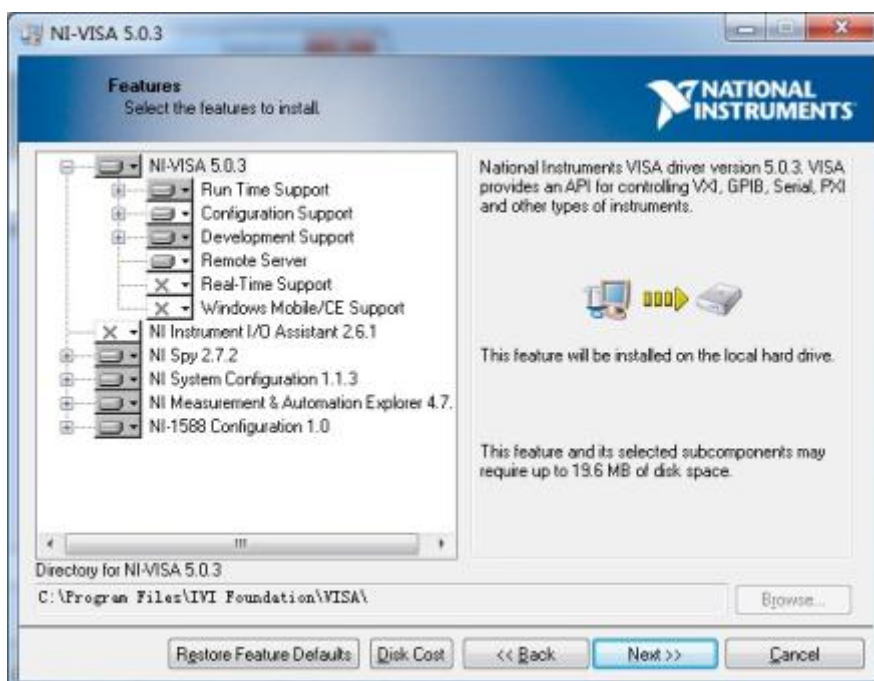 NI-VISA 5.0.3
Features
Select the features to install.
NATIONAL
INSTRUMENTS
NI-VISA 5.0.3
Run Time Support
Configuration Support
Development Support
Remote Server
Real-Time Support
Windows Mobile/CE Support
NI Instrument I/O Assistant 2.6.1
NI Spy 2.7.2
NI System Configuration 1.1.3
NI Measurement & Automation Explorer 4.7.
NI-1588 Configuration 1.0
National Instruments VISA driver version 5.0.3. VISA
provides an API for controlling VXI, GPIB, Serial, PXI
and other types of instruments.
This feature will be installed on the local hard drive.
This feature and its selected subcomponents may
require up to 19.6 MB of disk space.
Directory for NI-VISA 5.0.3
C:\Program Files\IVI Foundation\VISA\
Browse...
Restore Feature Defaults
Disk Cost
<< Back
Next >>
Cancel